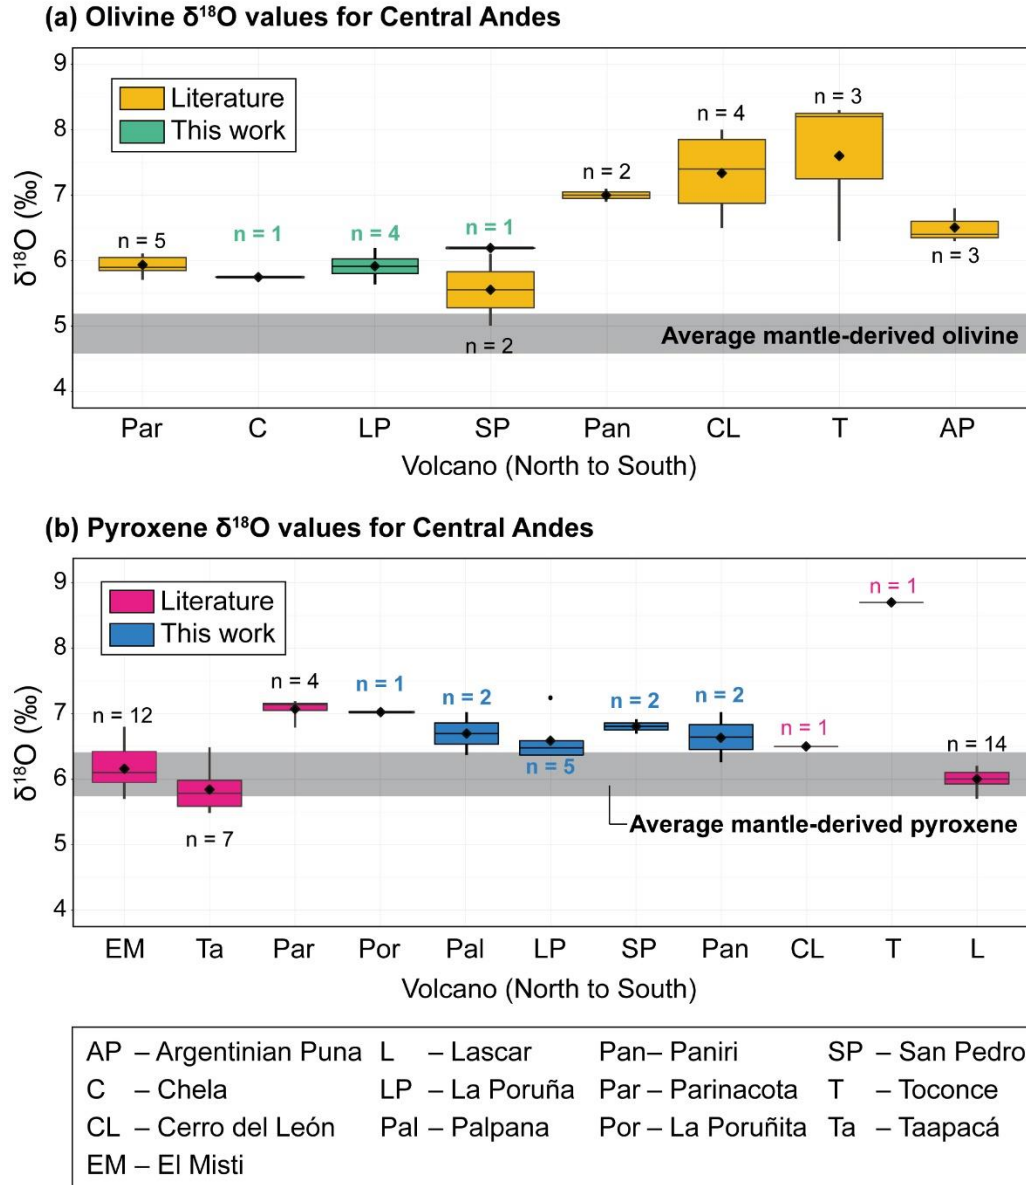 (a) Olivine δ¹⁸O values for Central Andes
9
8
7
6
5
4
δ¹⁸O (‰)
Literature
This work
n = 5
n = 1
n = 4
n = 1
n = 2
n = 2
n = 4
n = 3
n = 3
Average mantle-derived olivine
Par C LP SP Pan CL T AP
Volcano (North to South)
(b) Pyroxene δ¹⁸O values for Central Andes
9
8
7
6
5
4
δ¹⁸O (‰)
Literature
This work
n = 12
n = 7
n = 4
n = 1
n = 2
n = 5
n = 2
n = 2
n = 1
n = 1
n = 14
Average mantle-derived pyroxene
EM Ta Par Por Pal LP SP Pan CL T L
Volcano (North to South)
AP – Argentinian Puna L – Lascar Pan– Paniri SP – San Pedro
C – Chela LP – La Poruña Par – Parinacota T – Toconce
CL – Cerro del León Pal – Palpana Por – La Poruñita Ta – Taapacá
EM – El Misti